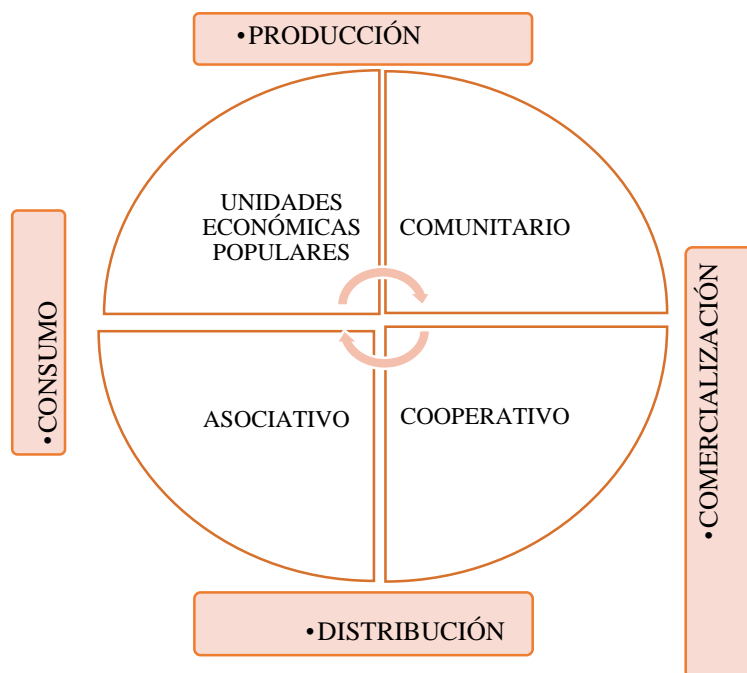 •PRODUCCIÓN
UNIDADES
ECONÓMICAS
POPULARES
COMUNITARIO
•CONSUMO
•COMERCIALIZACIÓN
ASOCIATIVO
COOPERATIVO
•DISTRIBUCIÓN